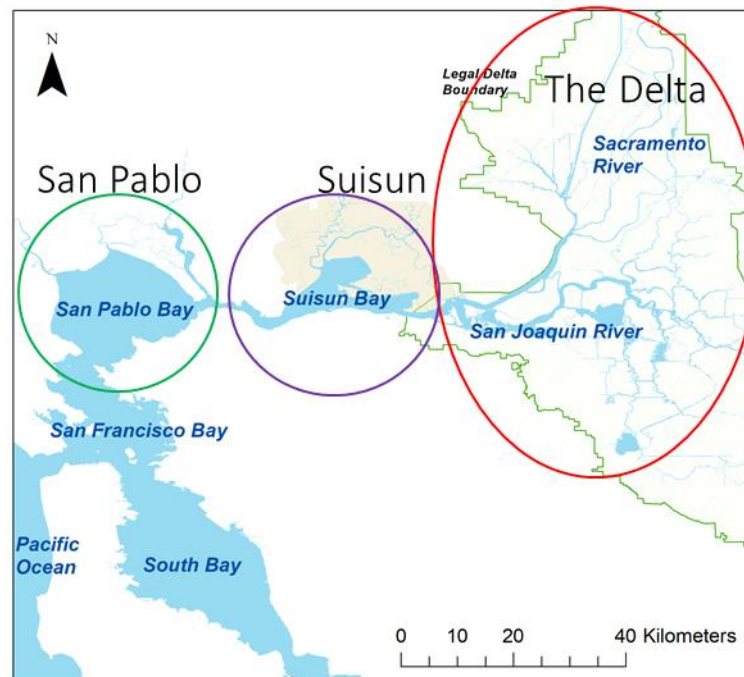 N
Legal Delta
Boundary
The Delta
Sacramento
River
San Pablo
Suisun
San Pablo Bay
Suisun Bay
San Joaquin River
San Francisco Bay
Pacific
Ocean
South Bay
0 10 20 40 Kilometers